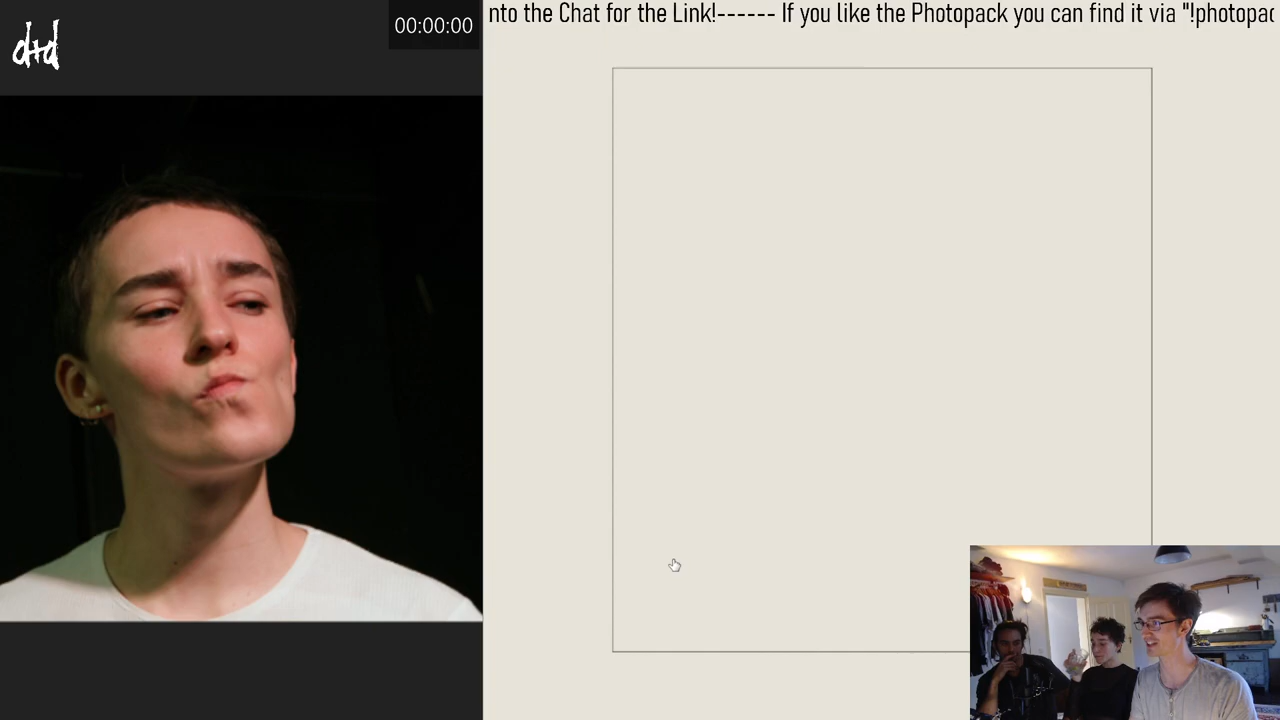 d+d
00:00:00
nto the Chat for the Link!------ If you like the Photopack you can find it via "!photopac